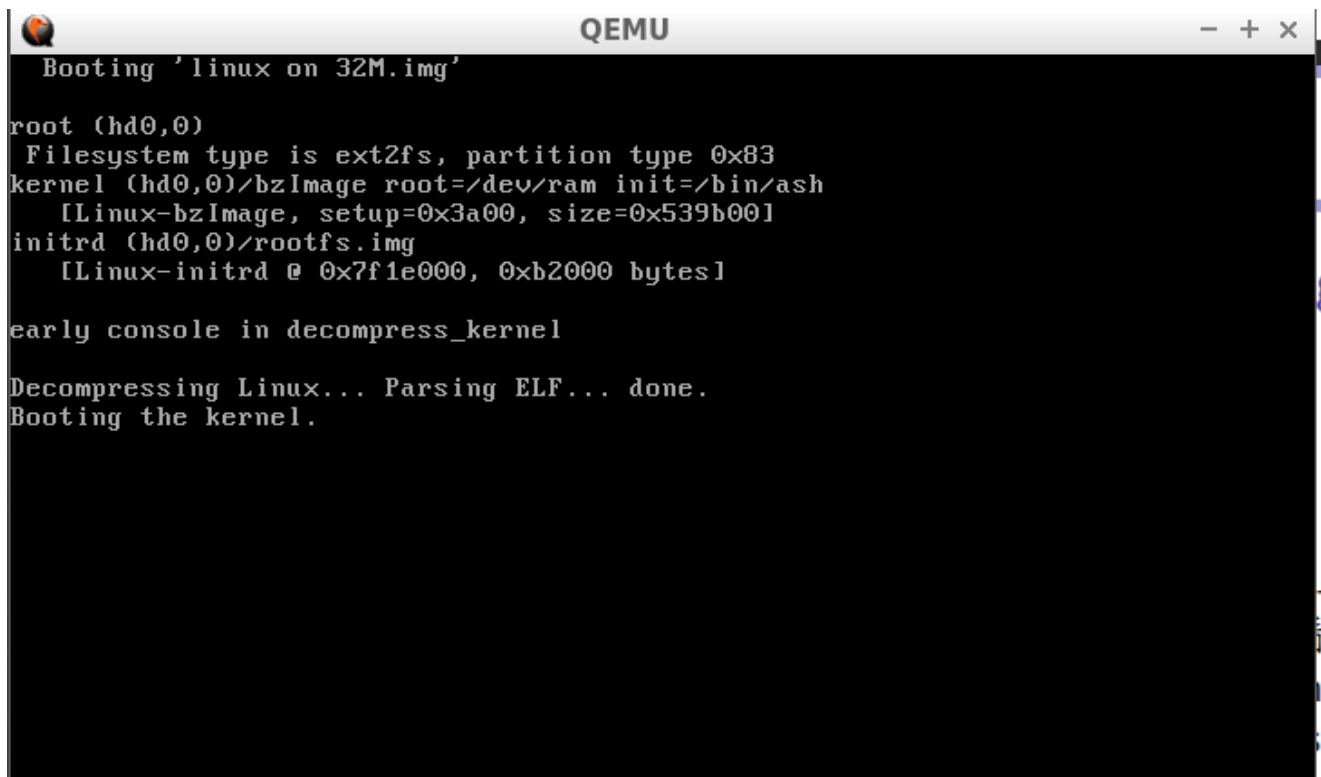 QEMU
Booting 'linux on 32M.img'
root (hd0,0)
Filesystem type is ext2fs, partition type 0x83
kernel (hd0,0)/bzImage root=/dev/ram init=/bin/ash
[Linux-bzImage, setup=0x3a00, size=0x539b00]
initrd (hd0,0)/rootfs.img
[Linux-initrd @ 0x7f1e000, 0xb2000 bytes]
early console in decompress_kernel
Decompressing Linux... Parsing ELF... done.
Booting the kernel.